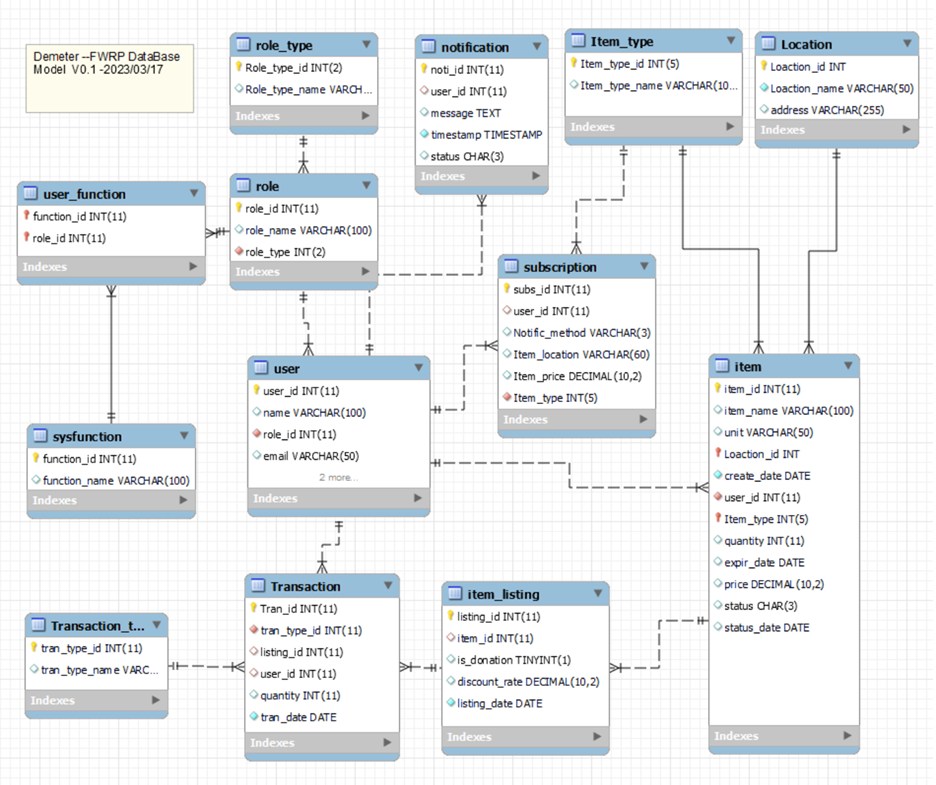 Demeter --FWRP DataBase
Model V0.1 -2023/03/17
role_type
Role_type_id INT(2)
Role_type_name VARCH...
Indexes
notification
noti_id INT(11)
user_id INT(11)
message TEXT
timestamp TIMESTAMP
status CHAR(3)
Indexes
Item_type
Item_type_id INT(5)
Item_type_name VARCHAR(10...
Indexes
Location
Loaction_id INT
Loaction_name VARCHAR(50)
address VARCHAR(255)
Indexes
user_function
function_id INT(11)
role_id INT(11)
Indexes
role
role_id INT(11)
role_name VARCHAR(100)
role_type INT(2)
Indexes
subscription
subs_id INT(11)
user_id INT(11)
Notific_method VARCHAR(3)
Item_location VARCHAR(60)
Item_price DECIMAL(10,2)
Item_type INT(5)
Indexes
user
user_id INT(11)
name VARCHAR(100)
role_id INT(11)
email VARCHAR(50)
2 more...
Indexes
item
item_id INT(11)
item_name VARCHAR(100)
unit VARCHAR(50)
Loaction_id INT
create_date DATE
user_id INT(11)
Item_type INT(5)
quantity INT(11)
expir_date DATE
price DECIMAL(10,2)
status CHAR(3)
status_date DATE
Indexes
sysfunction
function_id INT(11)
function_name VARCHAR(100)
Indexes
Transaction
Tran_id INT(11)
tran_type_id INT(11)
listing_id INT(11)
user_id INT(11)
quantity INT(11)
tran_date DATE
Indexes
item_listing
listing_id INT(11)
item_id INT(11)
is_donation TINYINT(1)
discount_rate DECIMAL(10,2)
listing_date DATE
Indexes
Transaction_t...
tran_type_id INT(11)
tran_type_name VARC...
Indexes